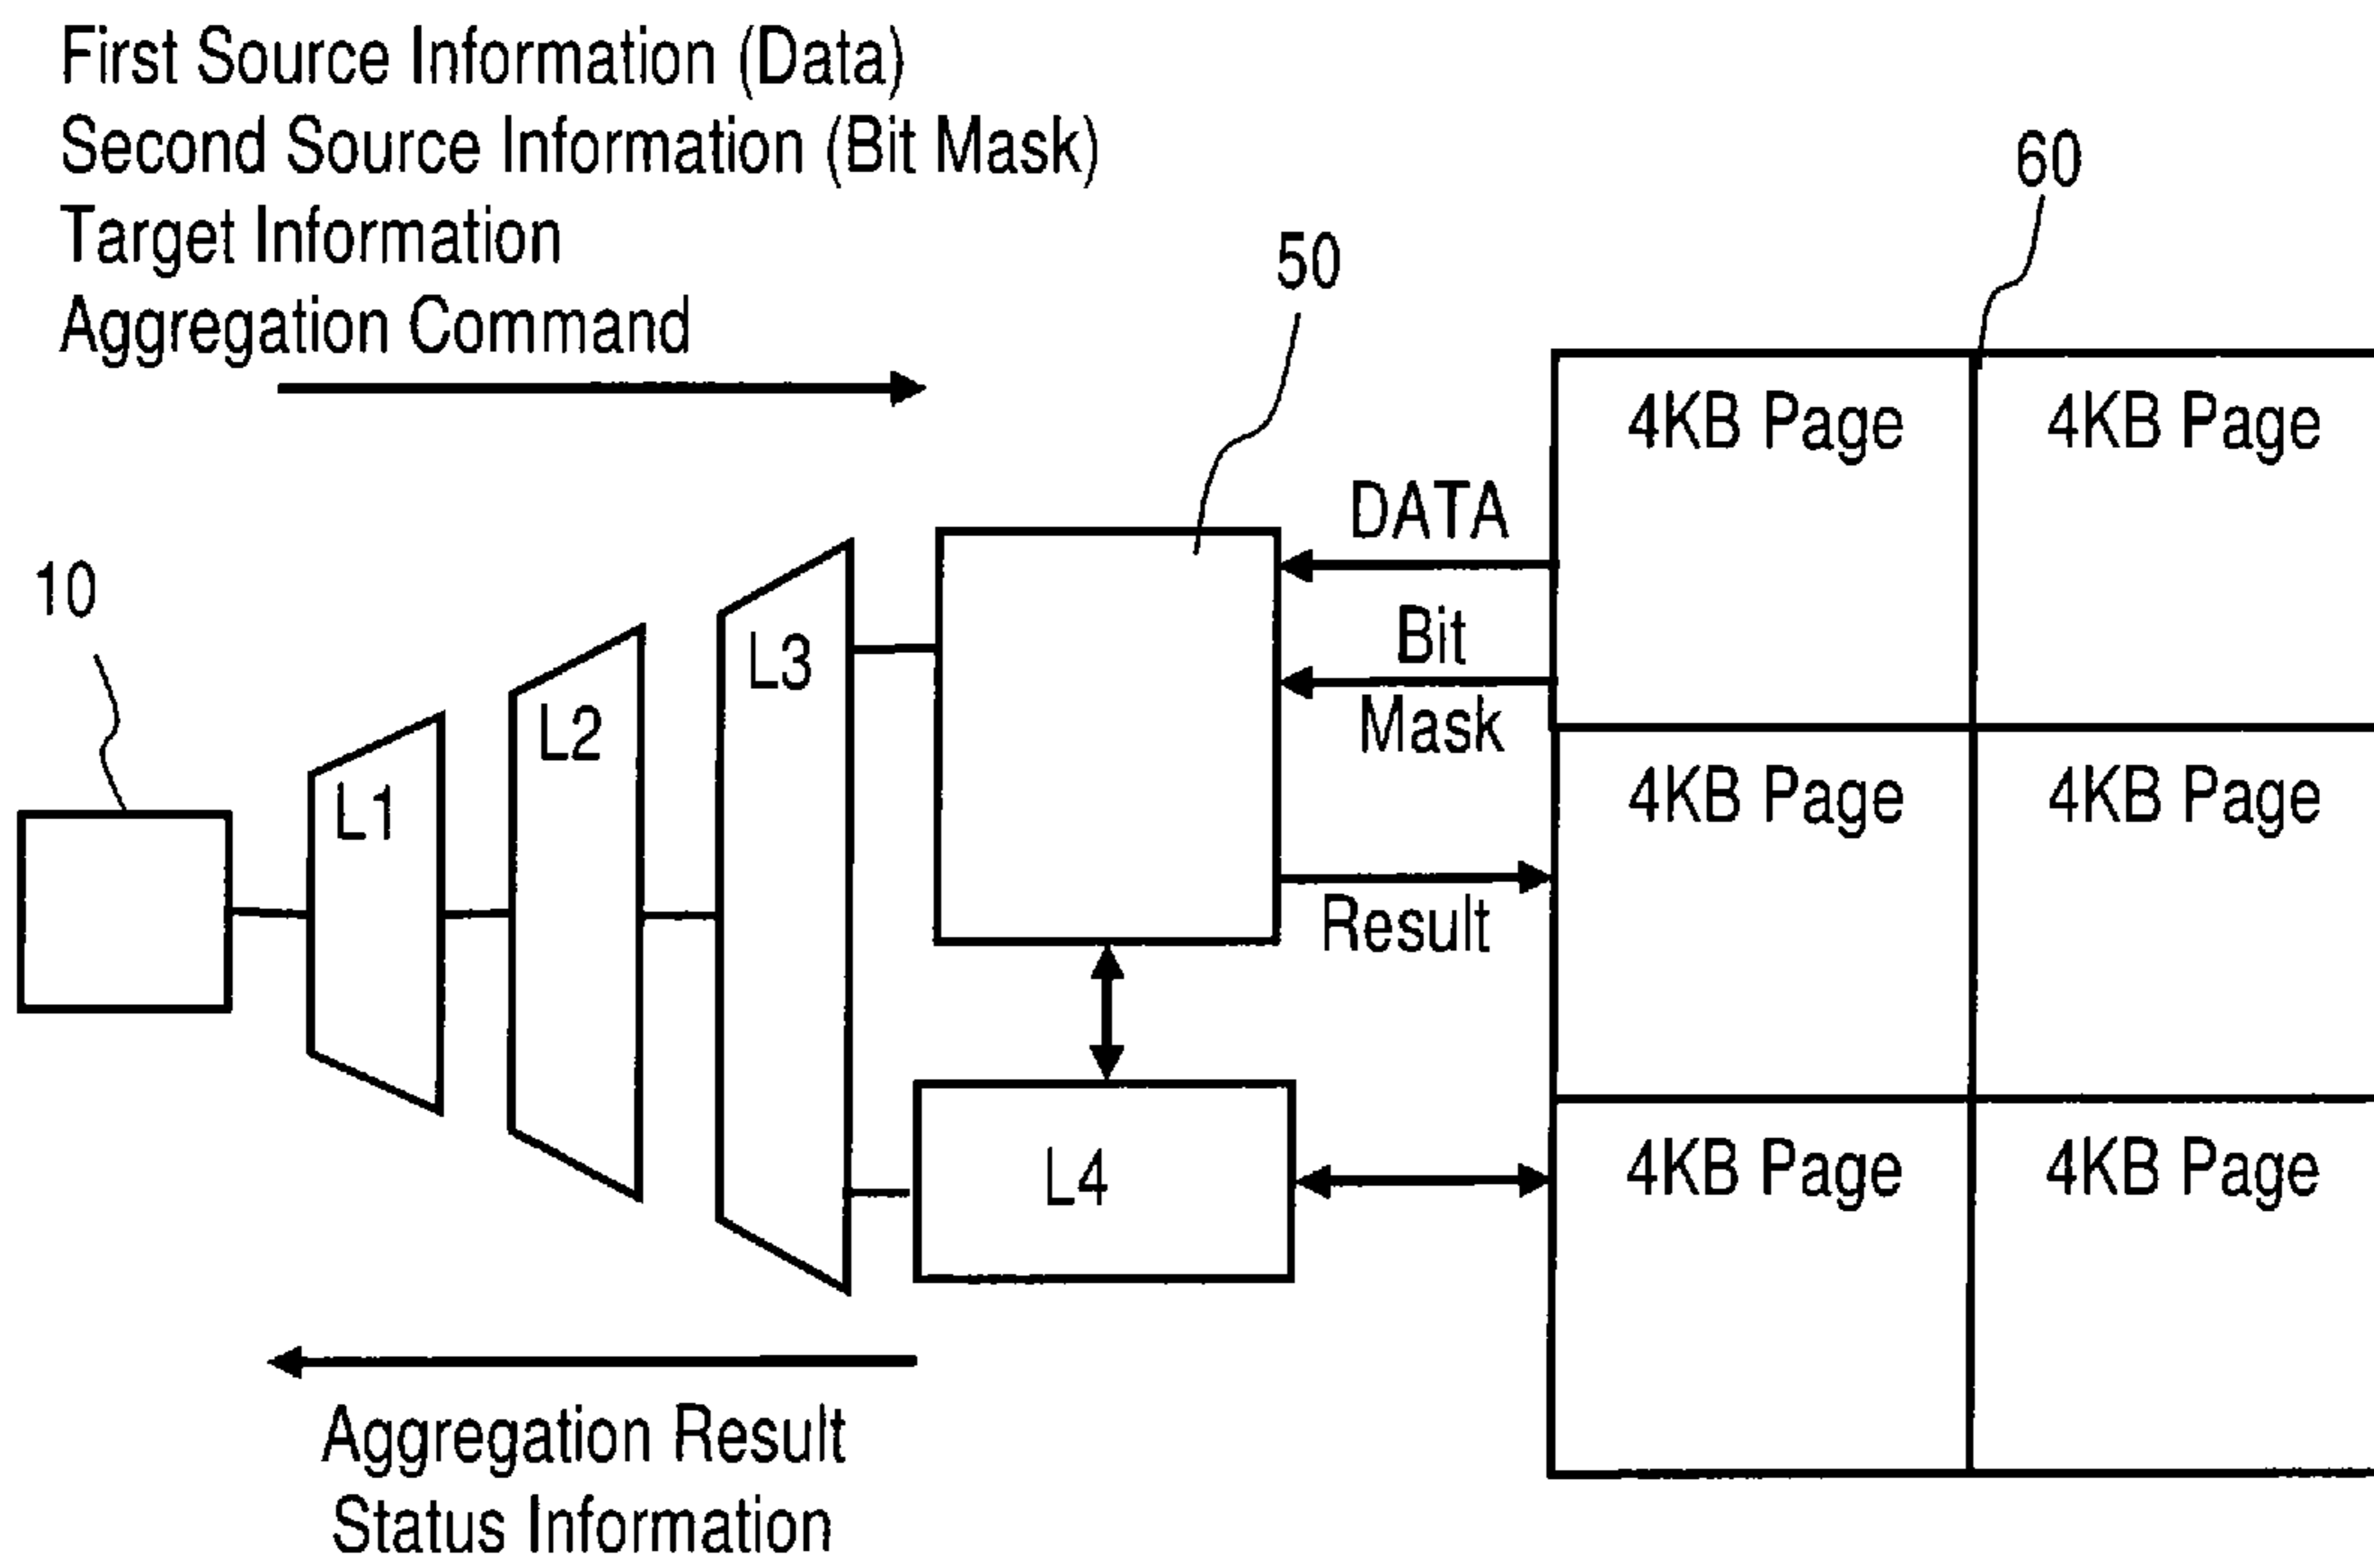 First Source Information (Data)
Second Source Information (Bit Mask)
Target Information
Aggregation Command
60
50
4KB Page
4KB Page
DATA
Bit
Mask
10
L3
L2
L1
4KB Page
4KB Page
Result
L4
4KB Page
4KB Page
Aggregation Result
Status Information